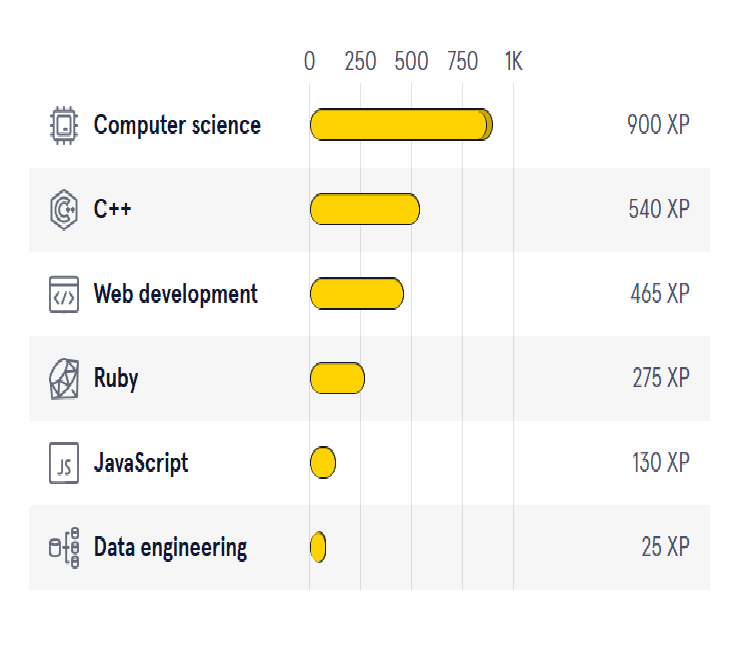 0 250 500 750 1K
Computer science 900 XP
C++ C++ 540 XP
</> Web development 465 XP
Ruby 275 XP
JS JavaScript 130 XP
Data engineering 25 XP